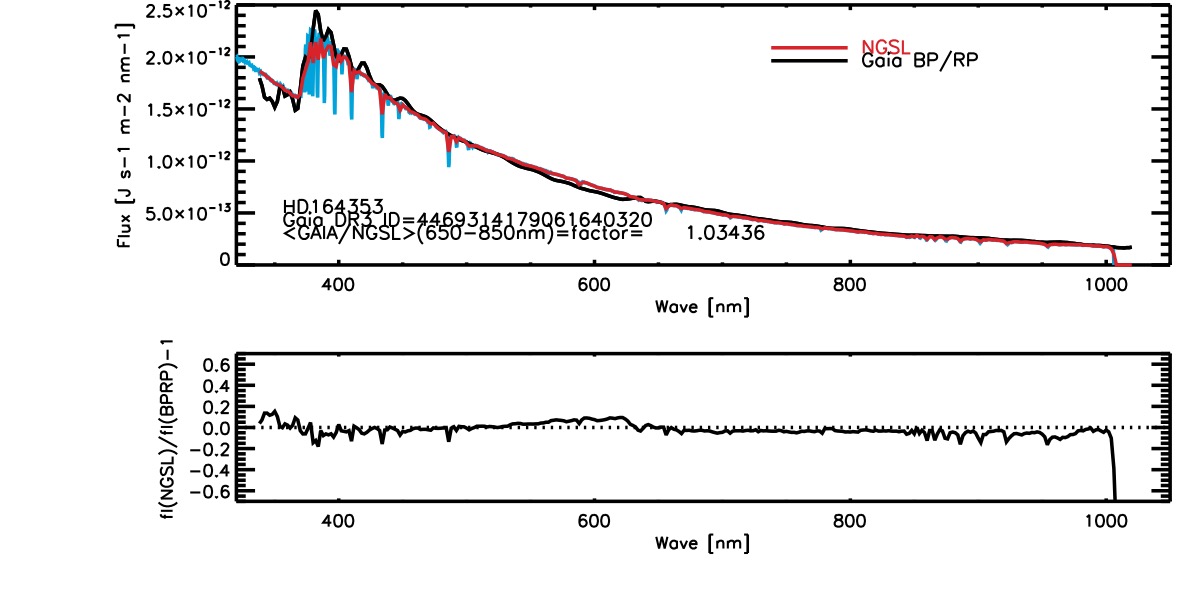 2.5×10⁻¹²
2.0×10⁻¹²
1.5×10⁻¹²
1.0×10⁻¹²
5.0×10⁻¹³
0
Flux [J s−1 m−2 nm−1]
NGSL
Gaia BP/RP
HD164353
Gaia DR3 ID=4469314179061640320
<GAIA/NGSL>(650−850nm)=factor= 1.03436
400 600 800 1000
Wave [nm]
0.6
0.4
0.2
0.0
−0.2
−0.4
−0.6
fl(NGSL)/fl(BPRP)−1
400 600 800 1000
Wave [nm]